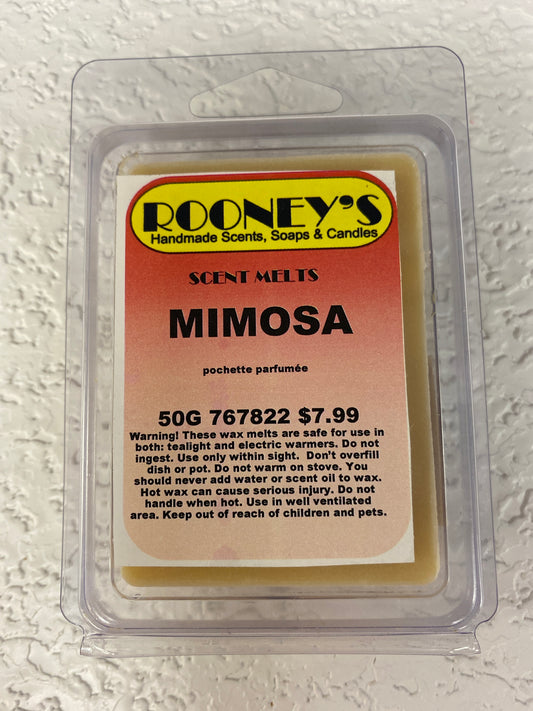 ROONEY'S
Handmade Scents, Soaps & Candles
SCENT MELTS
MIMOSA
pochette parfumée
50G 767822 $7.99
Warning! These wax melts are safe for use in
both: tealight and electric warmers. Do not
ingest. Use only within sight. Don't overfill
dish or pot. Do not warm on stove. You
should never add water or scent oil to wax.
Hot wax can cause serious injury. Do not
handle when hot. Use in well ventilated
area. Keep out of reach of children and pets.